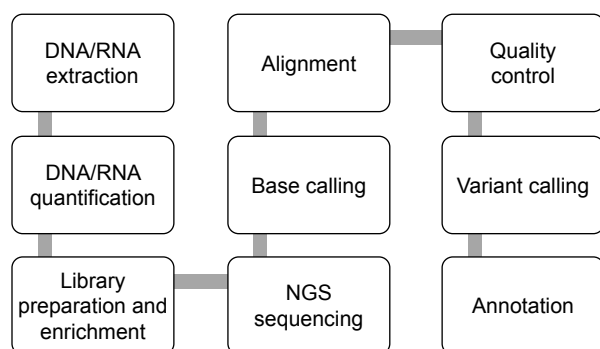 DNA/RNA
extraction
DNA/RNA
quantification
Library
preparation and
enrichment
NGS
sequencing
Base calling
Alignment
Quality
control
Variant calling
Annotation